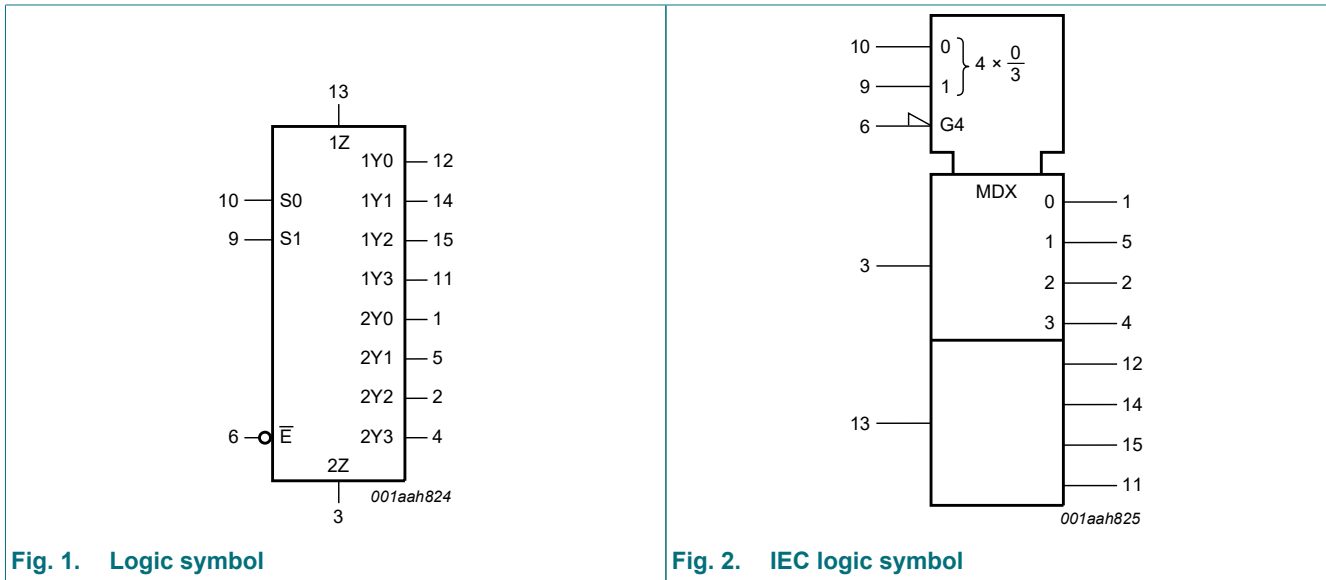 13
1Z
1Y0 12
10 S0 1Y1 14
9 S1 1Y2 15
1Y3 11
2Y0 1
2Y1 5
2Y2 2
6 E̅ 2Y3 4
2Z
001aah824
3
Fig. 1. Logic symbol
10 0
4 × 0/3
9 1
6 G4
MDX
0 1
1 5
3
2 2
3 4
12
14
13
15
11
001aah825
Fig. 2. IEC logic symbol